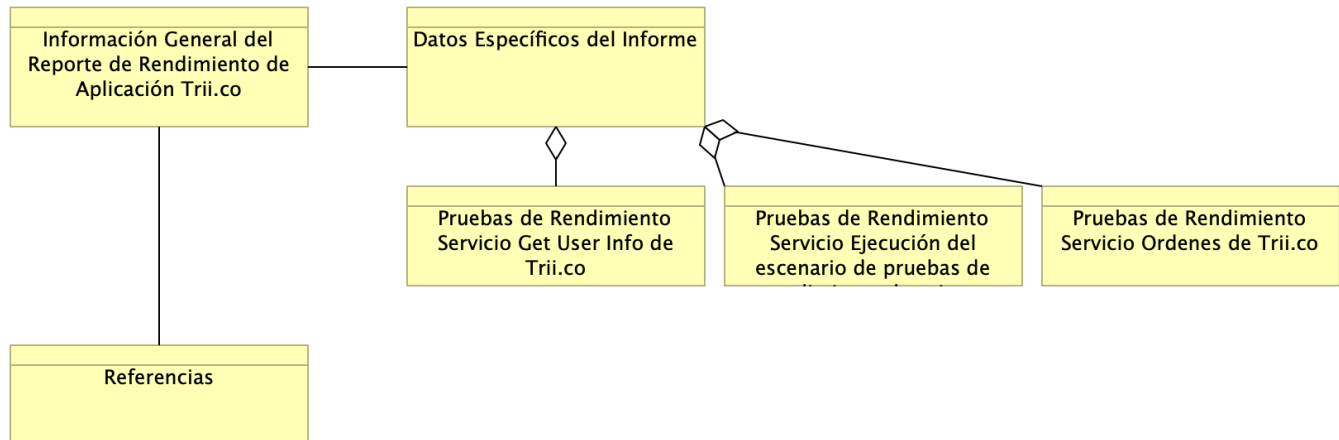 Información General del
Reporte de Rendimiento de
Aplicación Trii.co
Datos Específicos del Informe
Pruebas de Rendimiento
Servicio Get User Info de
Trii.co
Pruebas de Rendimiento
Servicio Ejecución del
escenario de pruebas de
Pruebas de Rendimiento
Servicio Ordenes de Trii.co
Referencias